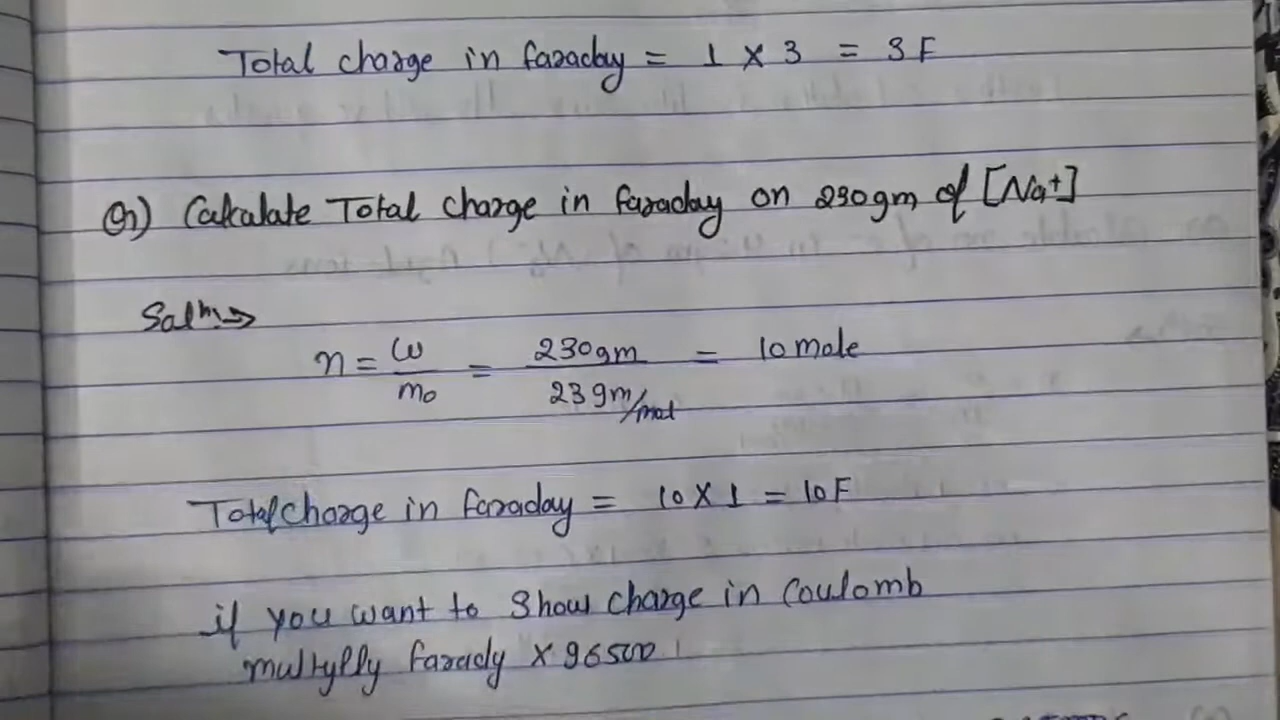 Total charge in faraday = 1 × 3 = 3F
Q) Calculate Total charge in faraday on 230gm of [Na+]
Solⁿ→
n = w/mo = 230gm/23gm/mol = 10 mole
Total charge in faraday = 10 × 1 = 10F
if you want to show charge in Coulomb
multylly farady × 96500